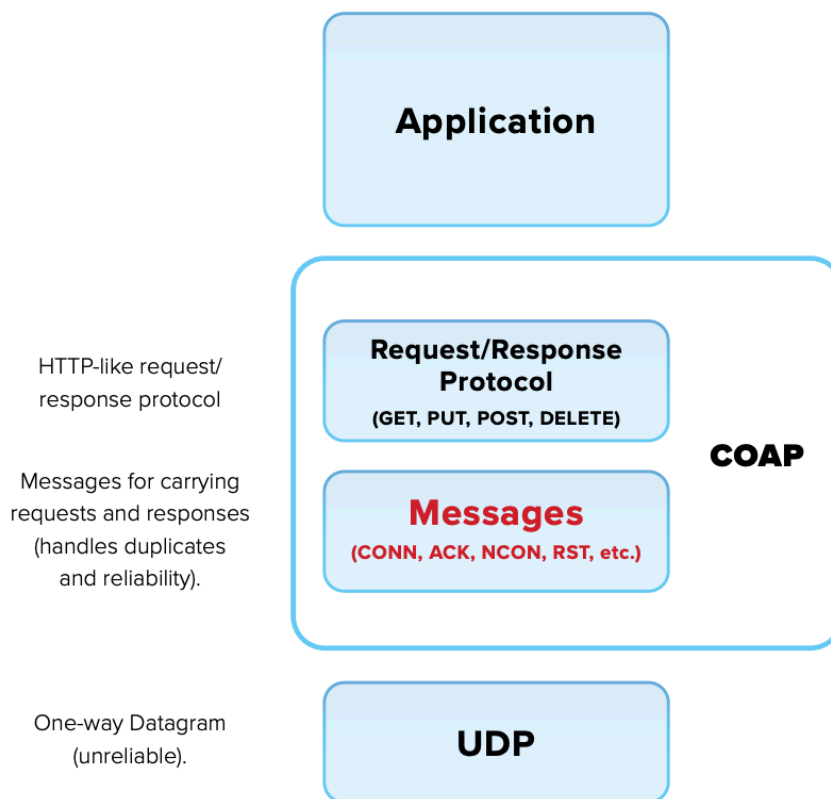 Application
HTTP-like request/
response protocol
Request/Response
Protocol
(GET, PUT, POST, DELETE)
COAP
Messages for carrying
requests and responses
(handles duplicates
and reliability).
Messages
(CONN, ACK, NCON, RST, etc.)
One-way Datagram
(unreliable).
UDP